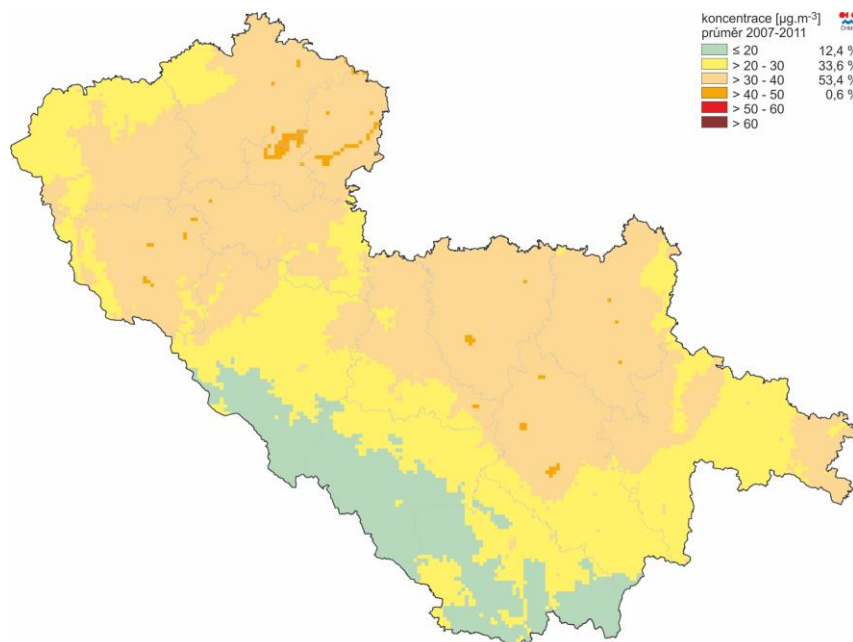 koncentrace [µg.m-³]
průměr 2007-2011
≤ 20 12,4 %
> 20 - 30 33,6 %
> 30 - 40 53,4 %
> 40 - 50 0,6 %
> 50 - 60
> 60